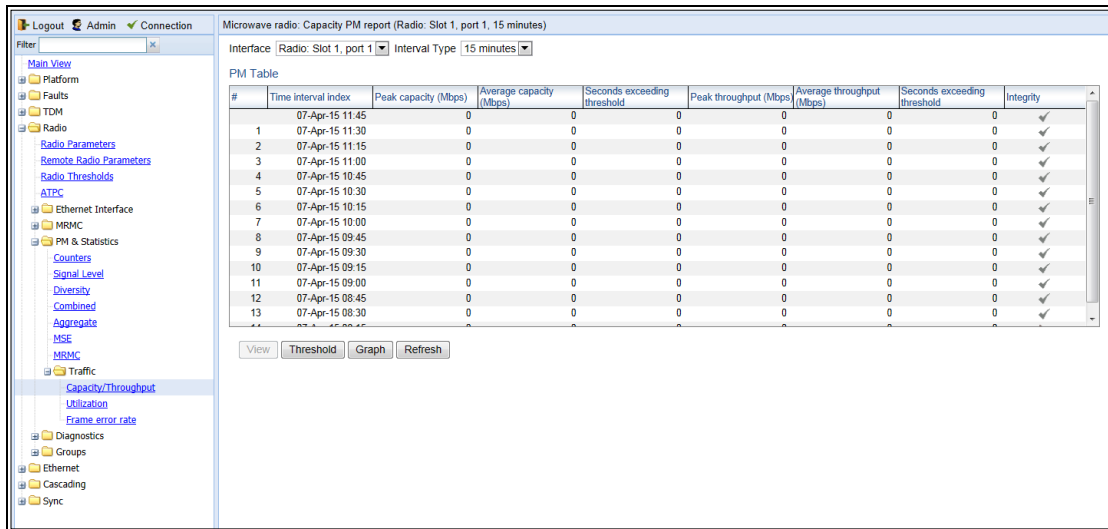 Logout Admin Connection
Filter
Main View
Platform
Faults
TDM
Radio
Radio Parameters
Remote Radio Parameters
Radio Thresholds
ATPC
Ethernet Interface
MRMC
PM & Statistics
Counters
Signal Level
Diversity
Combined
Aggregate
MSE
MRMC
Traffic
Capacity/Throughput
Utilization
Frame error rate
Diagnostics
Groups
Ethernet
Cascading
Sync
Microwave radio: Capacity PM report (Radio: Slot 1, port 1, 15 minutes)
Interface Radio: Slot 1, port 1 Interval Type 15 minutes
PM Table
# Time interval index Peak capacity (Mbps) Average capacity (Mbps) Seconds exceeding threshold Peak throughput (Mbps) Average throughput (Mbps) Seconds exceeding threshold Integrity
07-Apr-15 11:45 0 0 0 0 0 0
1 07-Apr-15 11:30 0 0 0 0 0 0
2 07-Apr-15 11:15 0 0 0 0 0 0
3 07-Apr-15 11:00 0 0 0 0 0 0
4 07-Apr-15 10:45 0 0 0 0 0 0
5 07-Apr-15 10:30 0 0 0 0 0 0
6 07-Apr-15 10:15 0 0 0 0 0 0
7 07-Apr-15 10:00 0 0 0 0 0 0
8 07-Apr-15 09:45 0 0 0 0 0 0
9 07-Apr-15 09:30 0 0 0 0 0 0
10 07-Apr-15 09:15 0 0 0 0 0 0
11 07-Apr-15 09:00 0 0 0 0 0 0
12 07-Apr-15 08:45 0 0 0 0 0 0
13 07-Apr-15 08:30 0 0 0 0 0 0
View Threshold Graph Refresh